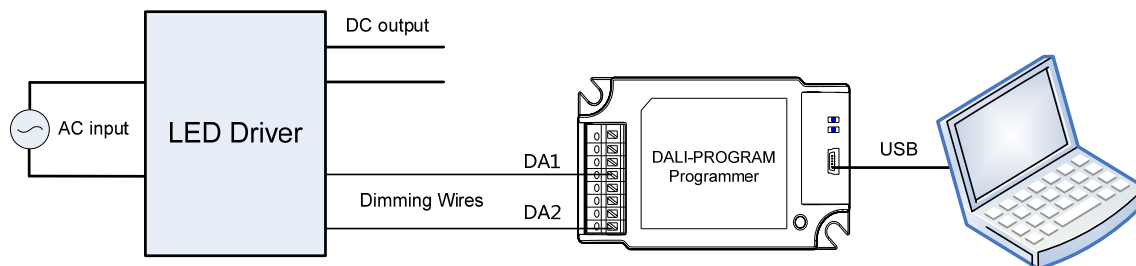 DC output
AC input
LED Driver
DA1
Dimming Wires
DA2
DALI-PROGRAM
Programmer
USB